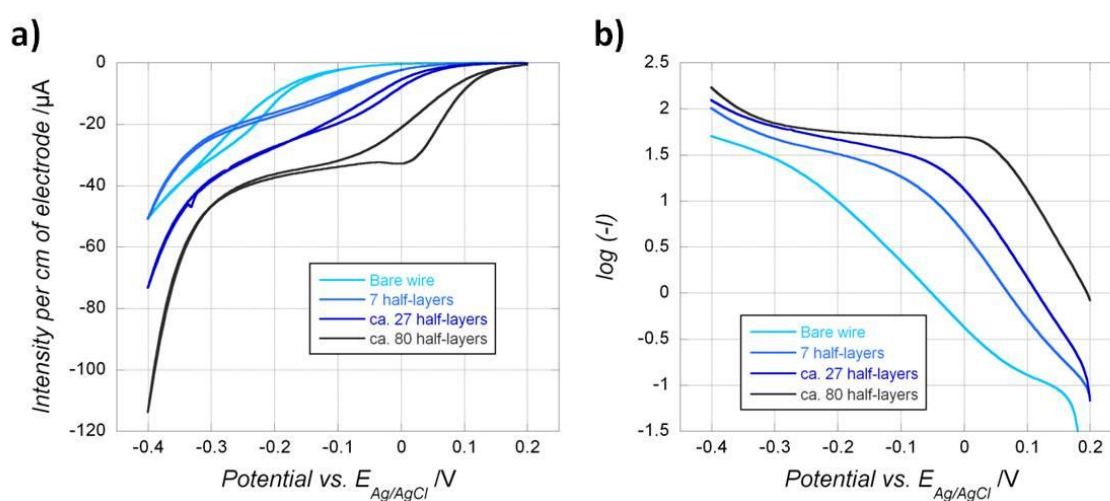 a)
Intensity per cm of electrode /µA
0
-20
-40
-60
-80
-100
-120
-0.4
-0.3
-0.2
-0.1
0
0.1
0.2
Bare wire
7 half-layers
ca. 27 half-layers
ca. 80 half-layers
Potential vs. E Ag/AgCl /V
b)
log (-I)
2.5
2
1.5
1
0.5
0
-0.5
-1
-1.5
-0.4
-0.3
-0.2
-0.1
0
0.1
0.2
Bare wire
7 half-layers
ca. 27 half-layers
ca. 80 half-layers
Potential vs. E Ag/AgCl /V